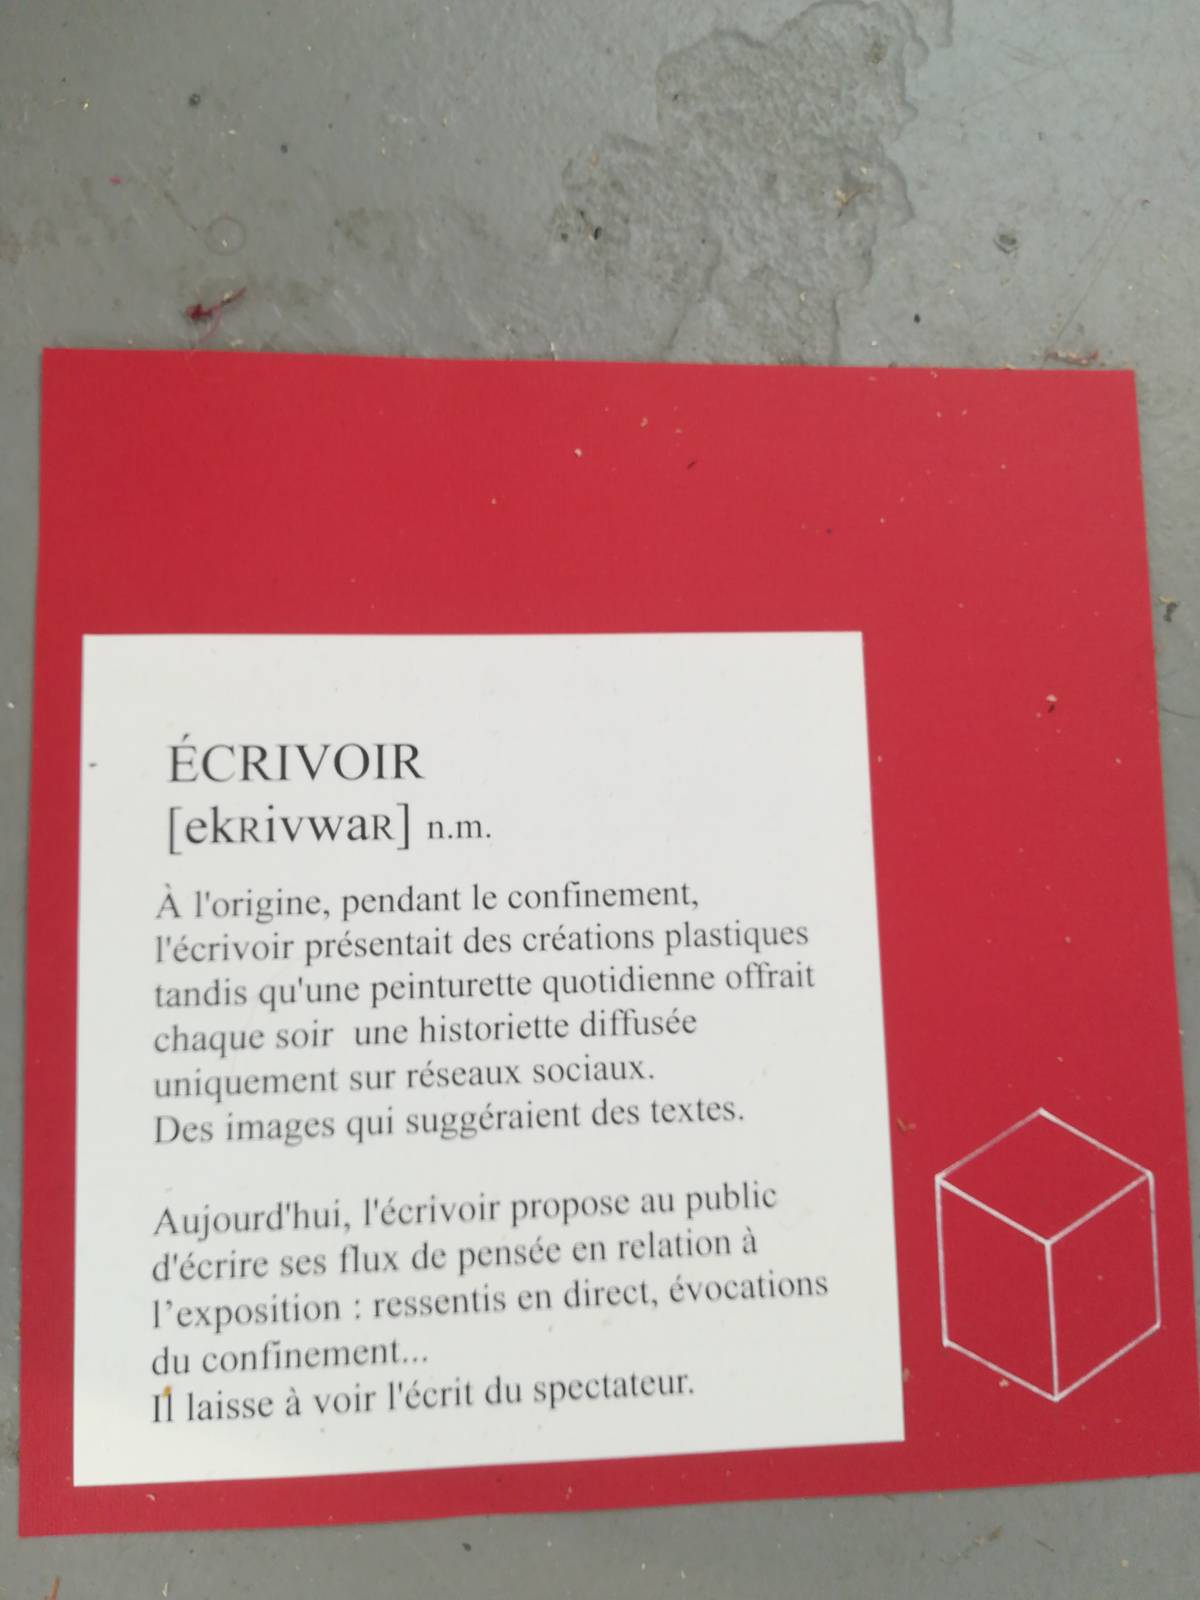 ÉCRIVOIR
[ekRivwaR] n.m.
À l'origine, pendant le confinement,
l'écrivoir présentait des créations plastiques
tandis qu'une peinturette quotidienne offrait
chaque soir  une historiette diffusée
uniquement sur réseaux sociaux.
Des images qui suggéraient des textes.
Aujourd'hui, l'écrivoir propose au public
d'écrire ses flux de pensée en relation à
l’exposition : ressentis en direct, évocations
du confinement...
Il laisse à voir l'écrit du spectateur.